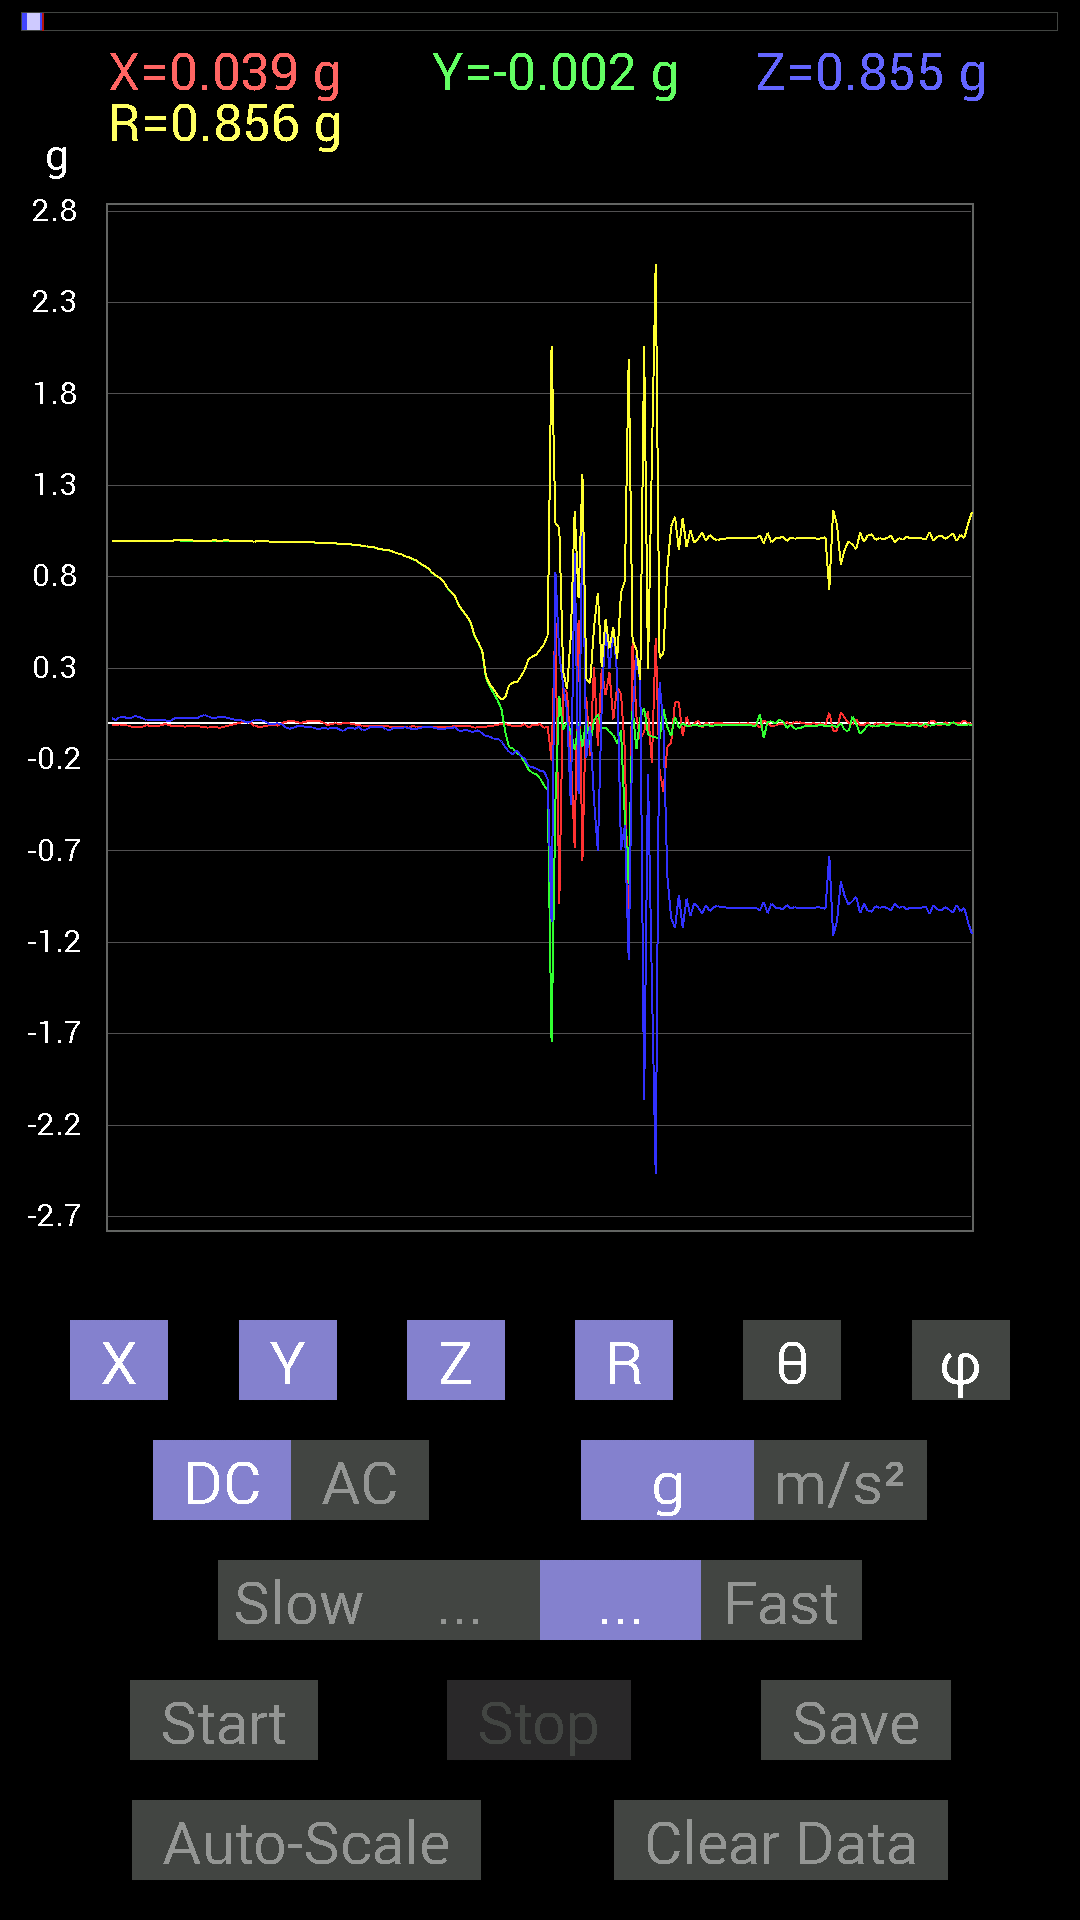 X=0.039 g Y=-0.002 g Z=0.855 g
R=0.856 g
g
2.8
2.3
1.8
1.3
0.8
0.3
-0.2
-0.7
-1.2
-1.7
-2.2
-2.7
X Y Z R θ φ
DC AC g m/s²
Slow ... ... Fast
Start Stop Save
Auto-Scale Clear Data